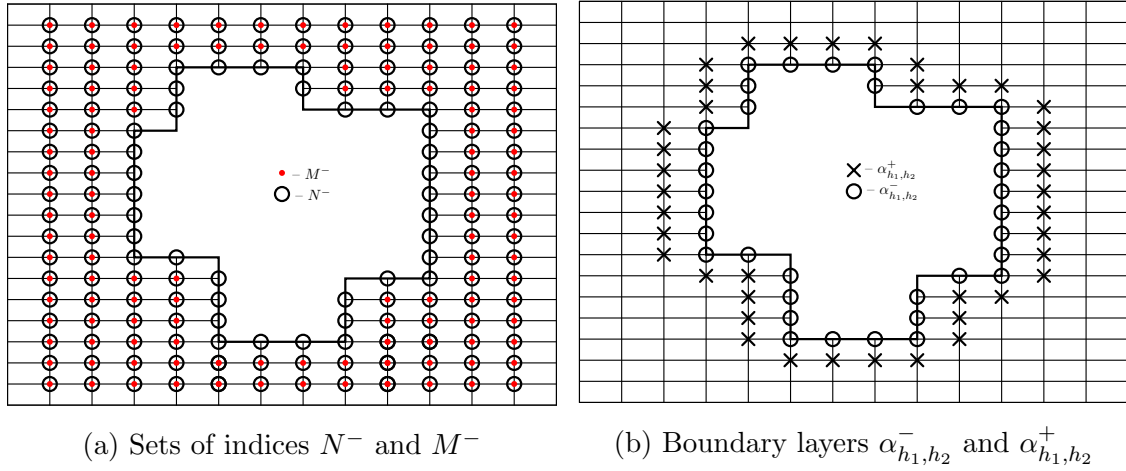 – M⁻
– N⁻
– α⁺ₕ₁,ₕ₂
– α⁻ₕ₁,ₕ₂
(a) Sets of indices N⁻ and M⁻
(b) Boundary layers α⁻ₕ₁,ₕ₂ and α⁺ₕ₁,ₕ₂